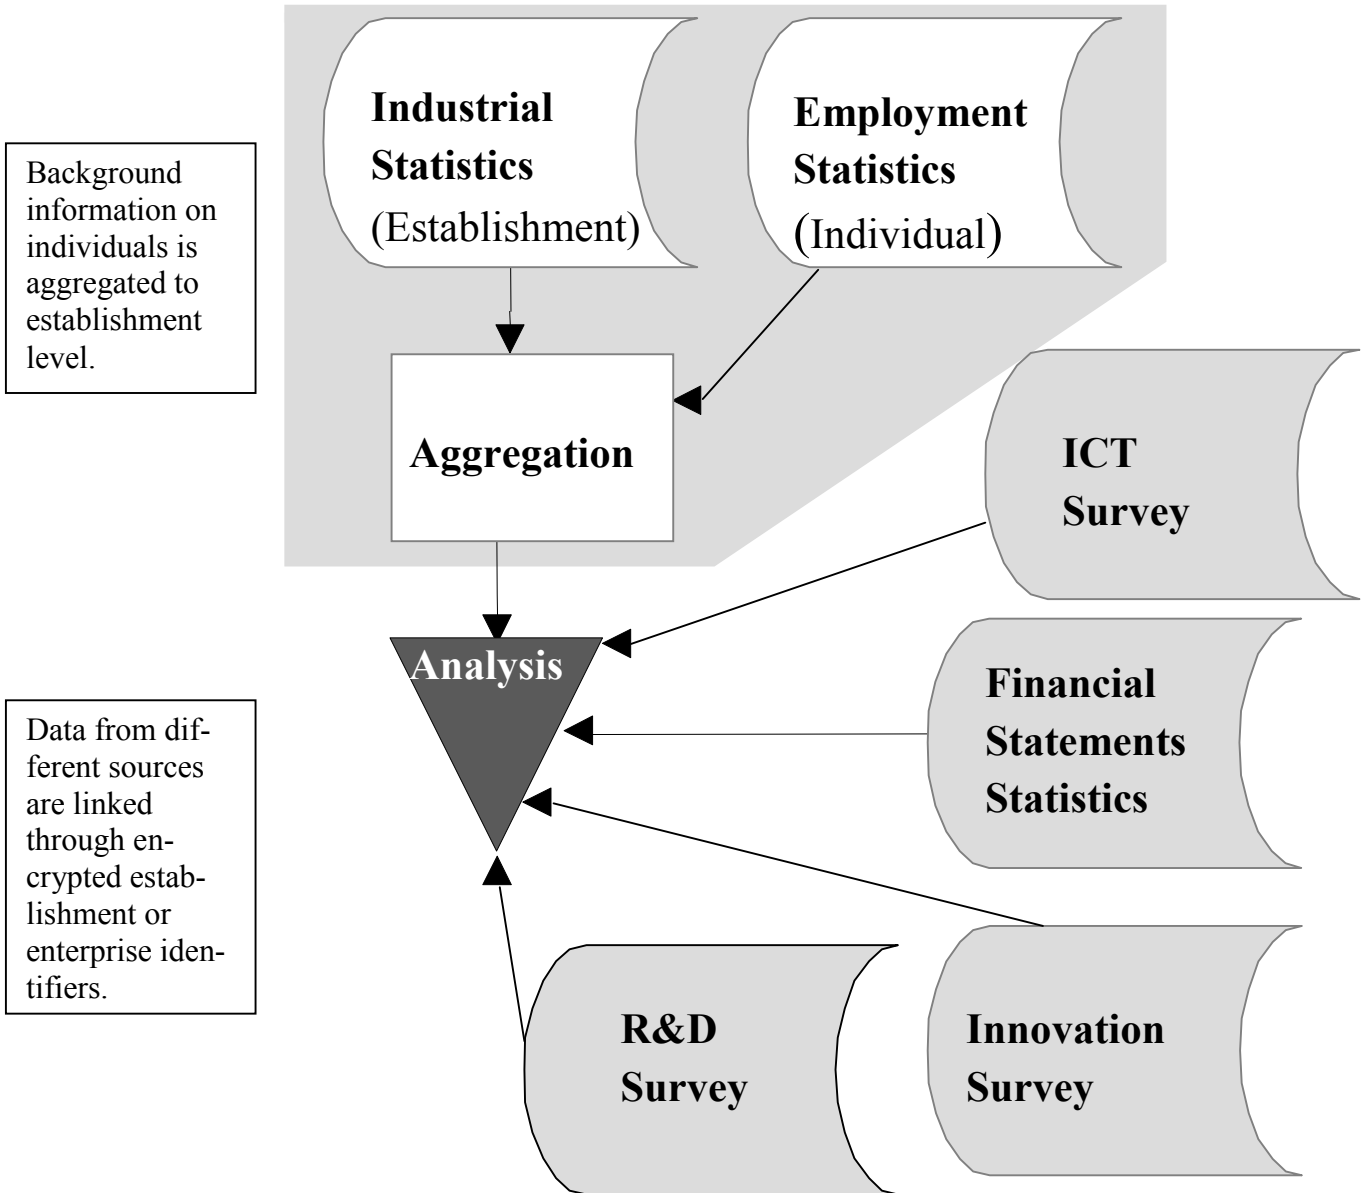 Industrial
Statistics
(Establishment)
Employment
Statistics
(Individual)
Background
information on
individuals is
aggregated to
establishment
level.
Aggregation
ICT
Survey
Analysis
Financial
Statements
Statistics
Data from dif-
ferent sources
are linked
through en-
crypted estab-
lishment or
enterprise iden-
tifiers.
R&D
Survey
Innovation
Survey